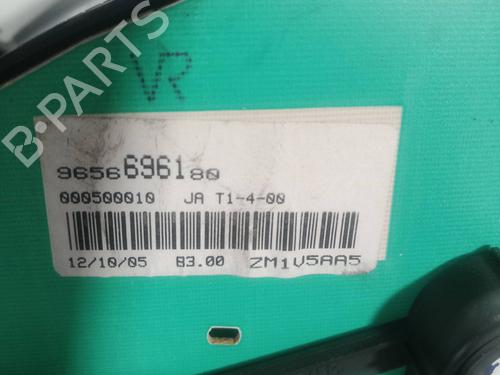 VR
9656696180
000500010 JA T1-4-00
12/10/05 B3.00 ZM1V5AA5
B-PARTS